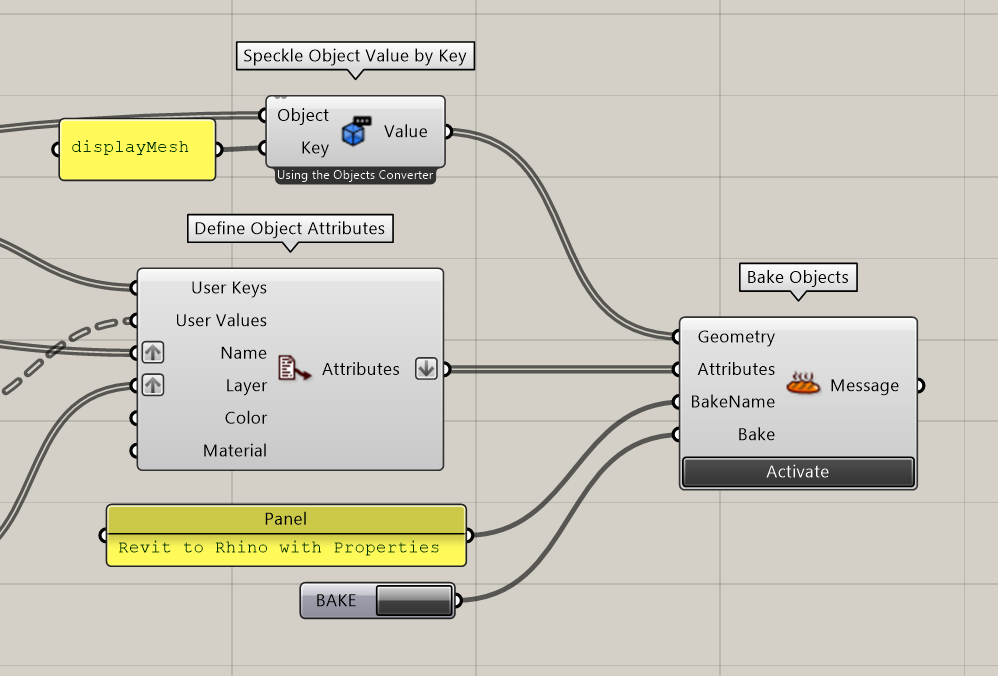 Speckle Object Value by Key
Object
Key
Value
Using the Objects Converter
displayMesh
Define Object Attributes
User Keys
User Values
Name
Layer
Color
Material
Attributes
Bake Objects
Geometry
Attributes
BakeName
Bake
Message
Activate
Panel
Revit to Rhino with Properties
BAKE